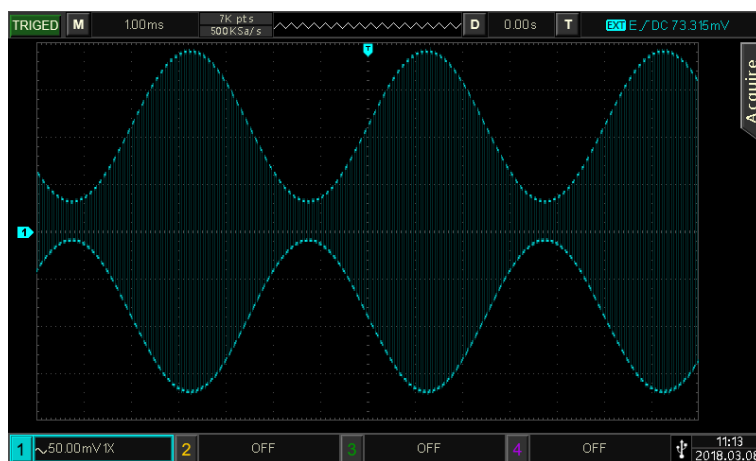 TRIGED M 1.00ms 7K pts D 0.00s T EXT E DC 73.315mV
500KSa/s
T
Acquire
1
1 50.00mV 1X 2 OFF 3 OFF 4 OFF 11:13
2018.03.0